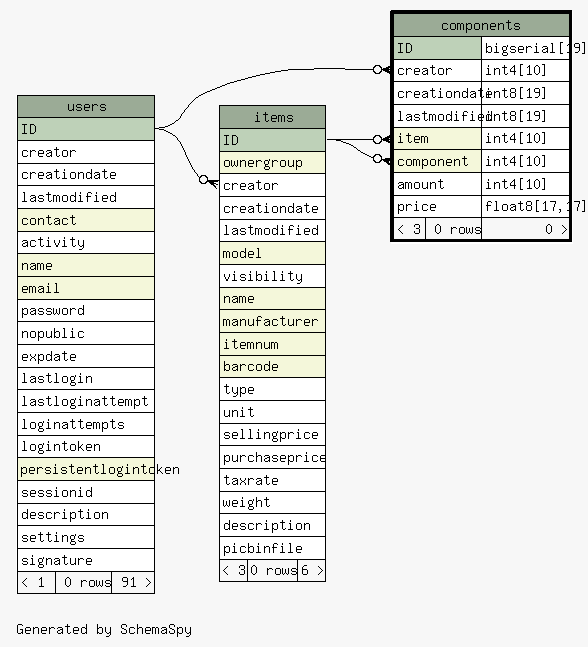 components
ID bigserial[19]
creator int4[10]
creationdate int8[19]
lastmodified int8[19]
item int4[10]
component int4[10]
amount int4[10]
price float8[17,17]
< 3 0 rows 0 >
users
ID
creator
creationdate
lastmodified
contact
activity
name
email
password
nopublic
expdate
lastlogin
lastloginattempt
loginattempts
logintoken
persistentlogintoken
sessionid
description
settings
signature
< 1 0 rows 91 >
items
ID
ownergroup
creator
creationdate
lastmodified
model
visibility
name
manufacturer
itemnum
barcode
type
unit
sellingprice
purchaseprice
taxrate
weight
description
picbinfile
< 3 0 rows 6 >
Generated by SchemaSpy